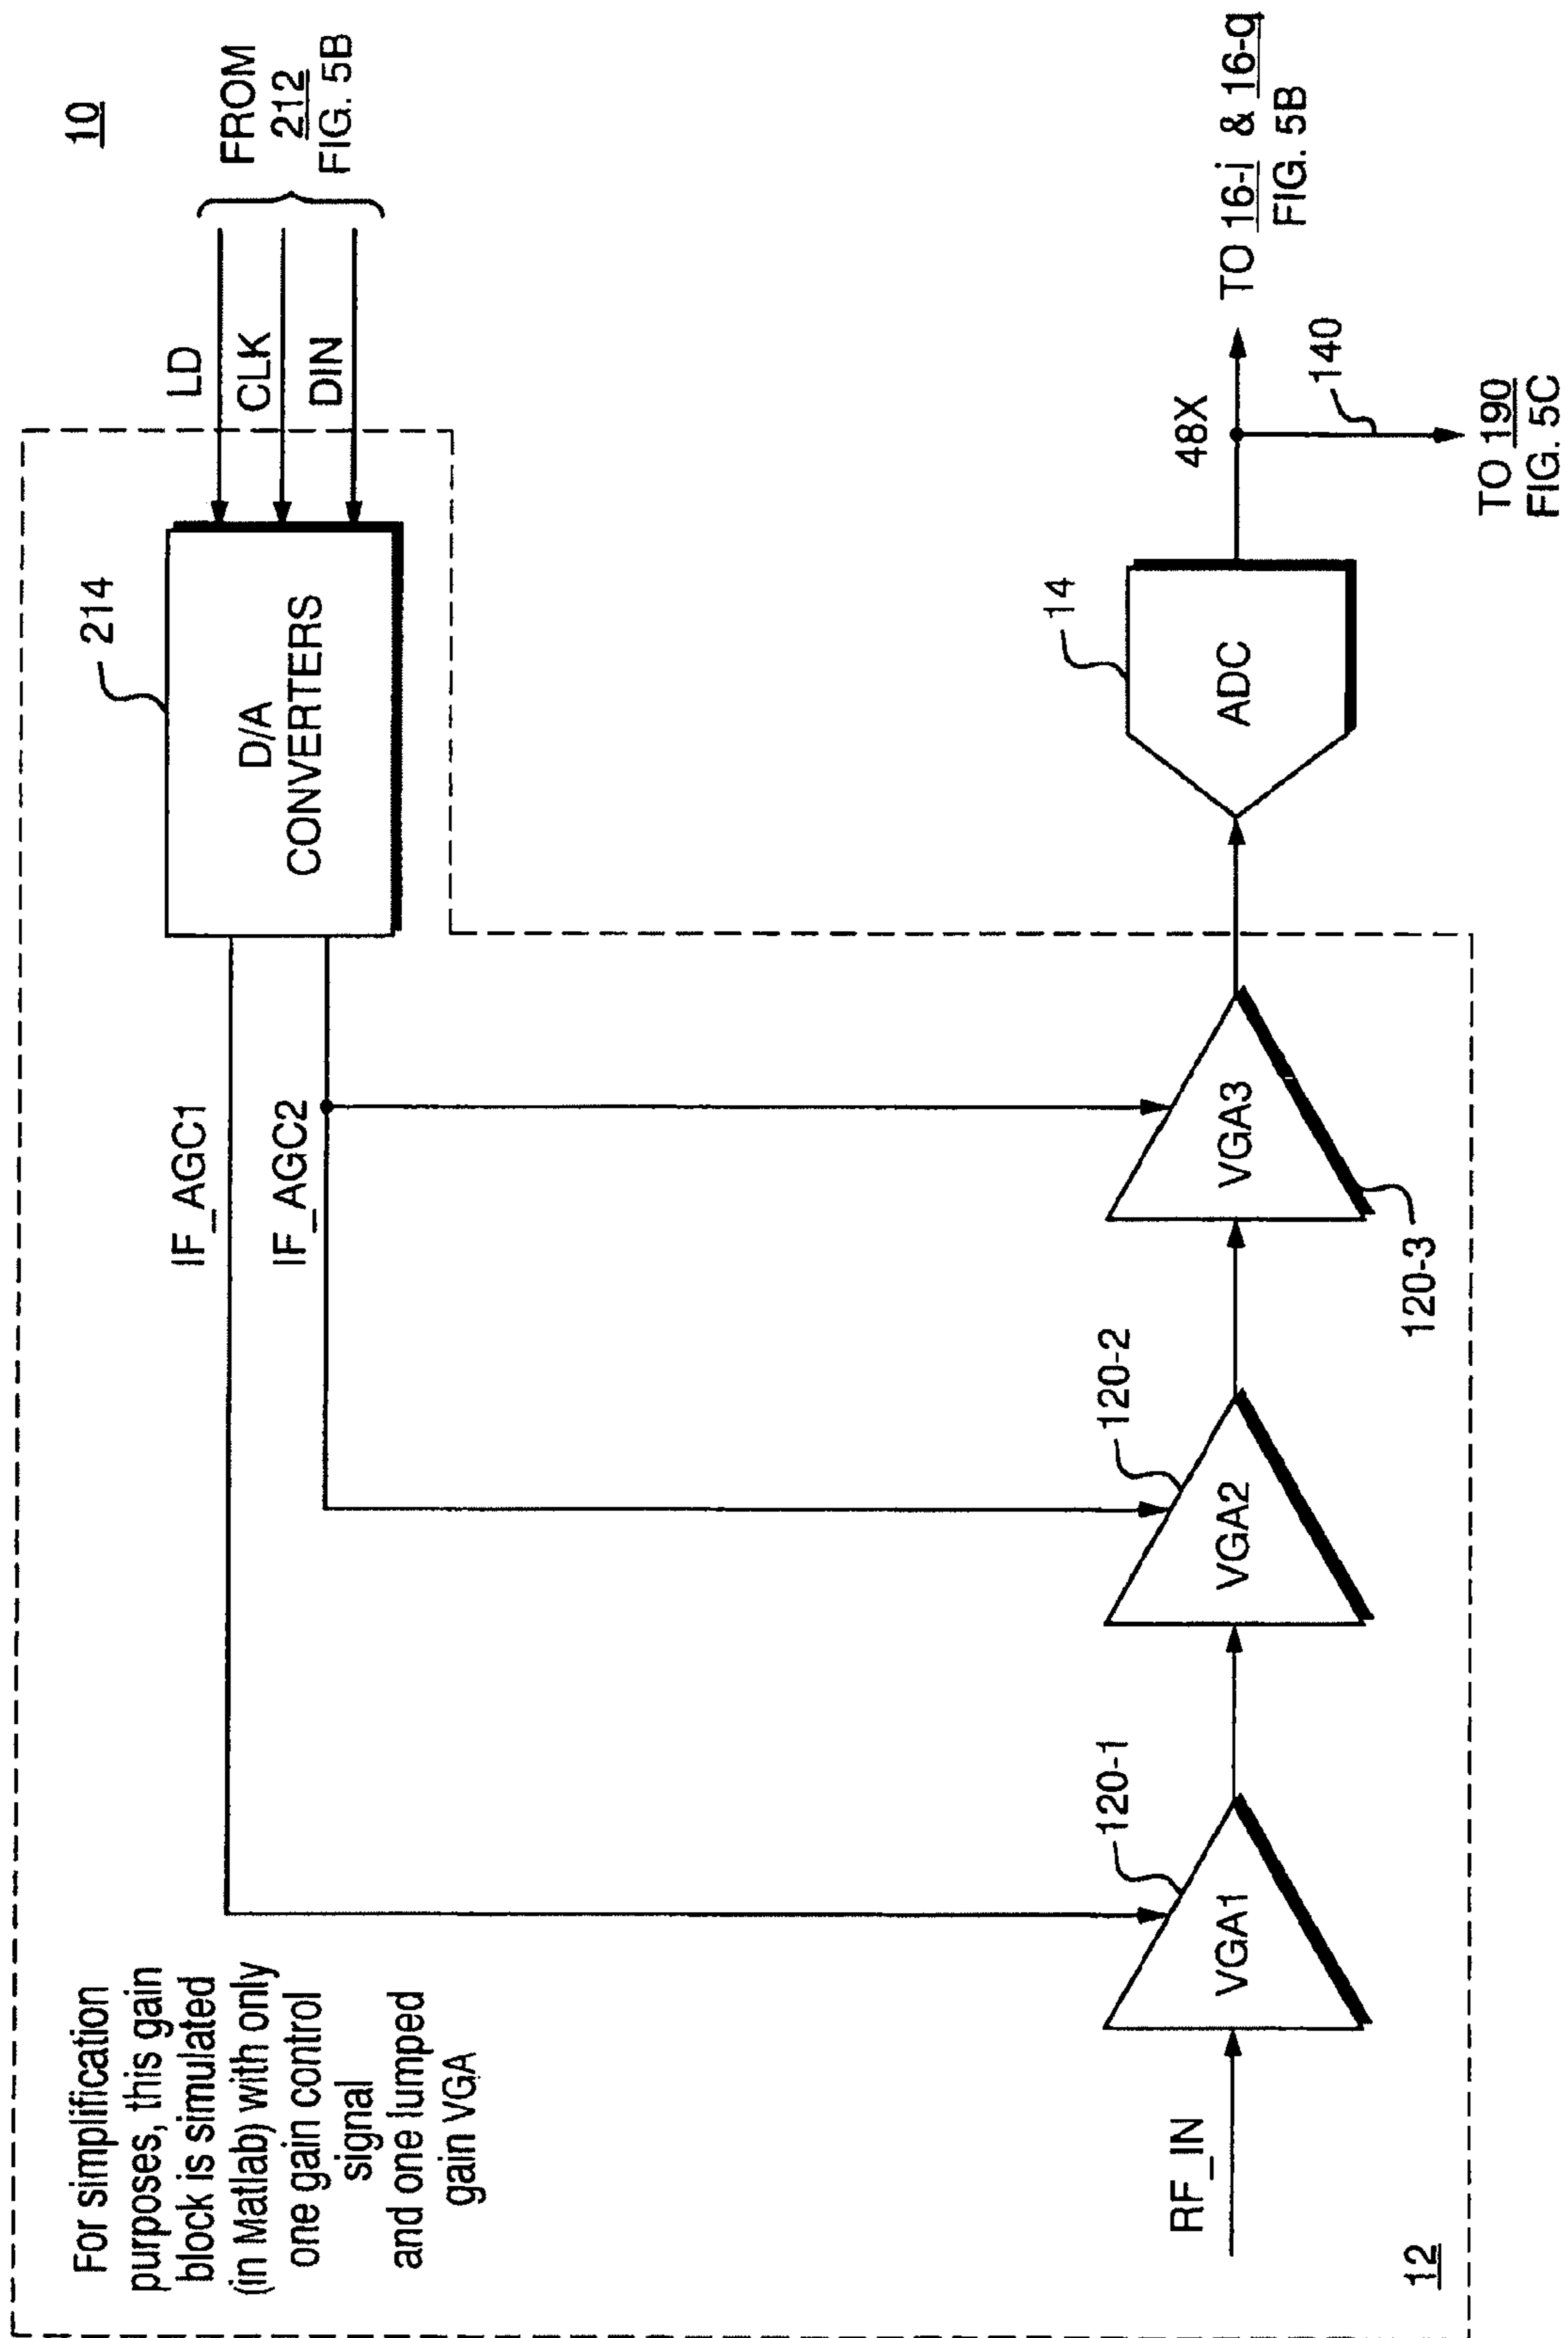 10
For simplification
purposes, this gain
block is simulated
(in Matlab) with only
one gain control
signal
and one lumped
gain VGA
IF_AGC1
IF_AGC2
214
D/A
CONVERTERS
LD
CLK
DIN
FROM
212
FIG. 5B
RF_IN
VGA1
120-1
VGA2
120-2
VGA3
120-3
ADC
14
48X
TO 16-i & 16-q
FIG. 5B
140
TO 190
FIG. 5C
12